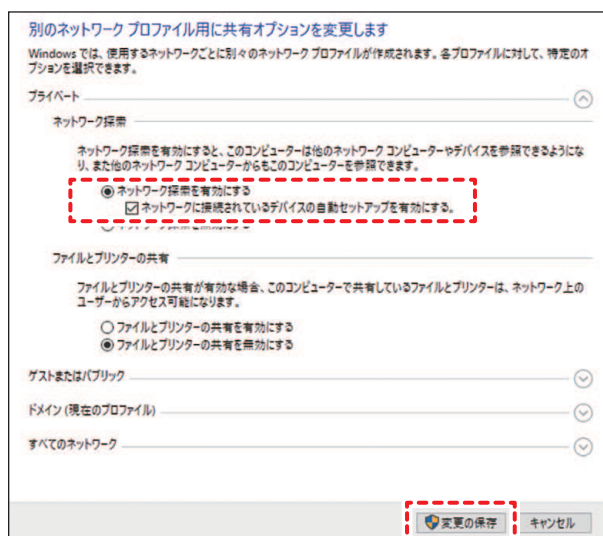 別のネットワーク プロファイル用に共有オプションを変更します
Windows では、使用するネットワークごとに別々のネットワーク プロファイルが作成されます。各プロファイルに対して、特定のオ
プションを選択できます。
プライベート
ネットワーク探索
ネットワーク探索を有効にすると、このコンピューターは他のネットワーク コンピューターやデバイスを参照できるようにな
り、また他のネットワーク コンピューターからもこのコンピューターを参照できます。
ネットワーク探索を有効にする
ネットワークに接続されているデバイスの自動セットアップを有効にする。
ファイルとプリンターの共有
ファイルとプリンターの共有が有効な場合、このコンピューターで共有しているファイルとプリンターは、ネットワーク上の
ユーザーからアクセス可能になります。
ファイルとプリンターの共有を有効にする
ファイルとプリンターの共有を無効にする
ゲストまたはパブリック
ドメイン (現在のプロファイル)
すべてのネットワーク
変更の保存
キャンセル